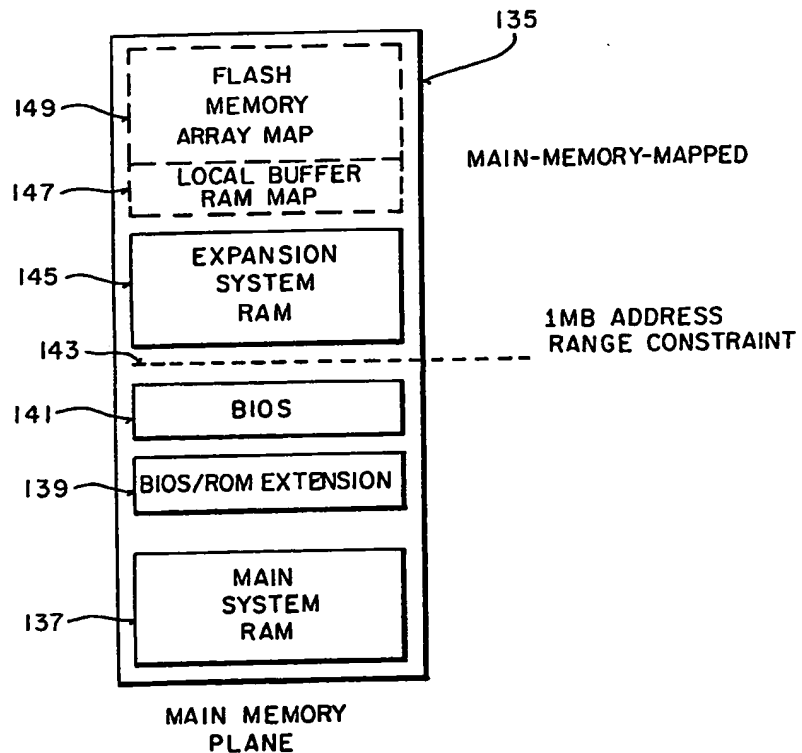 135
149
FLASH
MEMORY
ARRAY MAP
MAIN-MEMORY-MAPPED
147
LOCAL BUFFER
RAM MAP
145
EXPANSION
SYSTEM
RAM
143
1MB ADDRESS
RANGE CONSTRAINT
141
BIOS
139
BIOS/ROM EXTENSION
137
MAIN
SYSTEM
RAM
MAIN MEMORY
PLANE